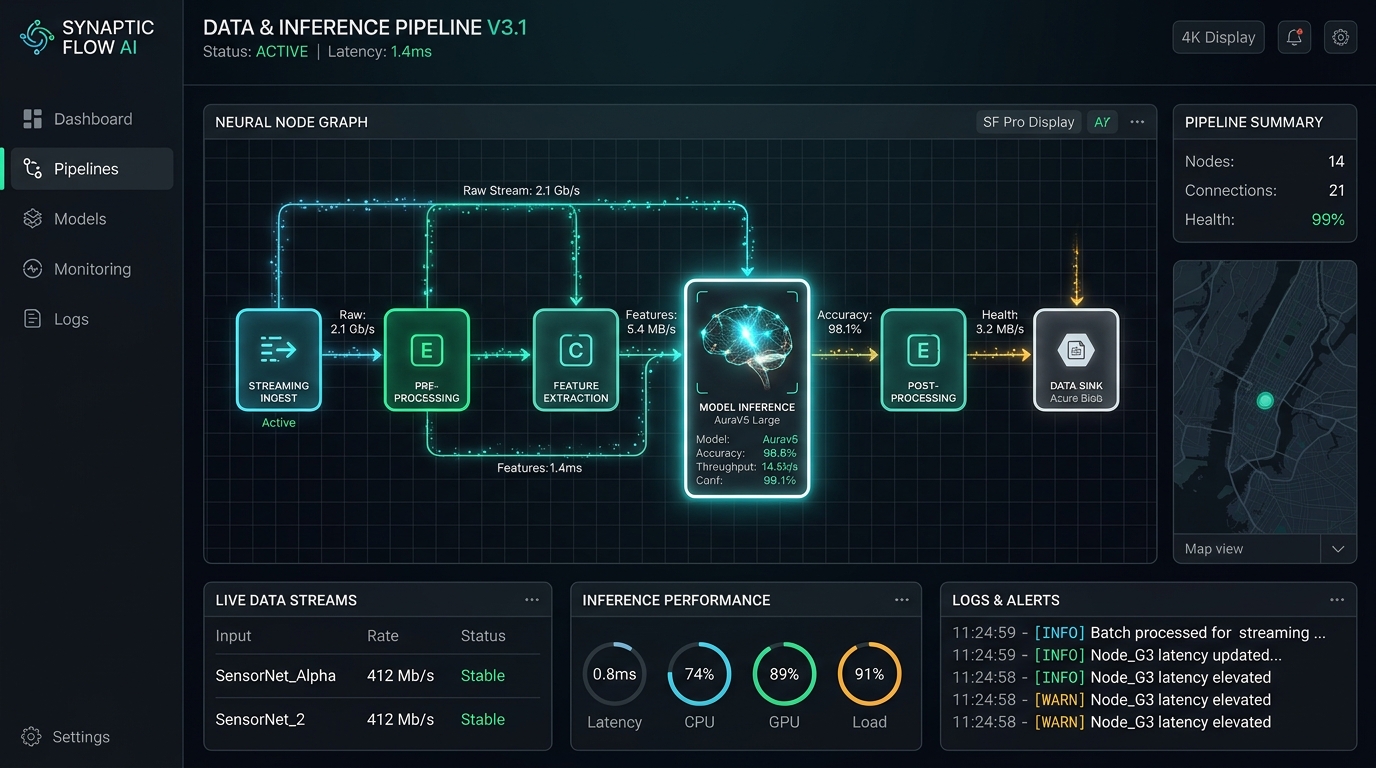 SYNAPTIC
FLOW AI
DATA & INFERENCE PIPELINE V3.1
Status: ACTIVE | Latency: 1.4ms
4K Display
Dashboard
Pipelines
Models
Monitoring
Logs
Settings
NEURAL NODE GRAPH
SF Pro Display
PIPELINE SUMMARY
Nodes: 14
Connections: 21
Health: 99%
Raw Stream: 2.1 Gb/s
Raw:
2.1 Gb/s
Features:
5.4 MB/s
Accuracy:
98.1%
Health:
3.2 MB/s
STREAMING
INGEST
Active
E
PRE-
PROCESSING
C
FEATURE
EXTRACTION
MODEL INFERENCE
AuraV5 Large
Model: Aurav5
Accuracy: 98.8%
Threughput:
Conf: 99.1%
E
POST-
PROCESSING
DATA SINK
Azure
Features:1.4ms
Map view
LIVE DATA STREAMS
Input Rate Status
SensorNet_Alpha 412 Mb/s Stable
SensorNet_2 412 Mb/s Stable
INFERENCE PERFORMANCE
0.8ms 74% 89% 91%
Latency CPU GPU Load
LOGS & ALERTS
11:24:59 - [INFO] Batch processed for streaming ...
11:24:59 - [INFO] Node_G3 latency updated...
11:24:58 - [INFO] Node_G3 latency elevated
11:24:58 - [WARN] Node_G3 latency elevated
11:24:58 - [WARN] Node_G3 latency elevated